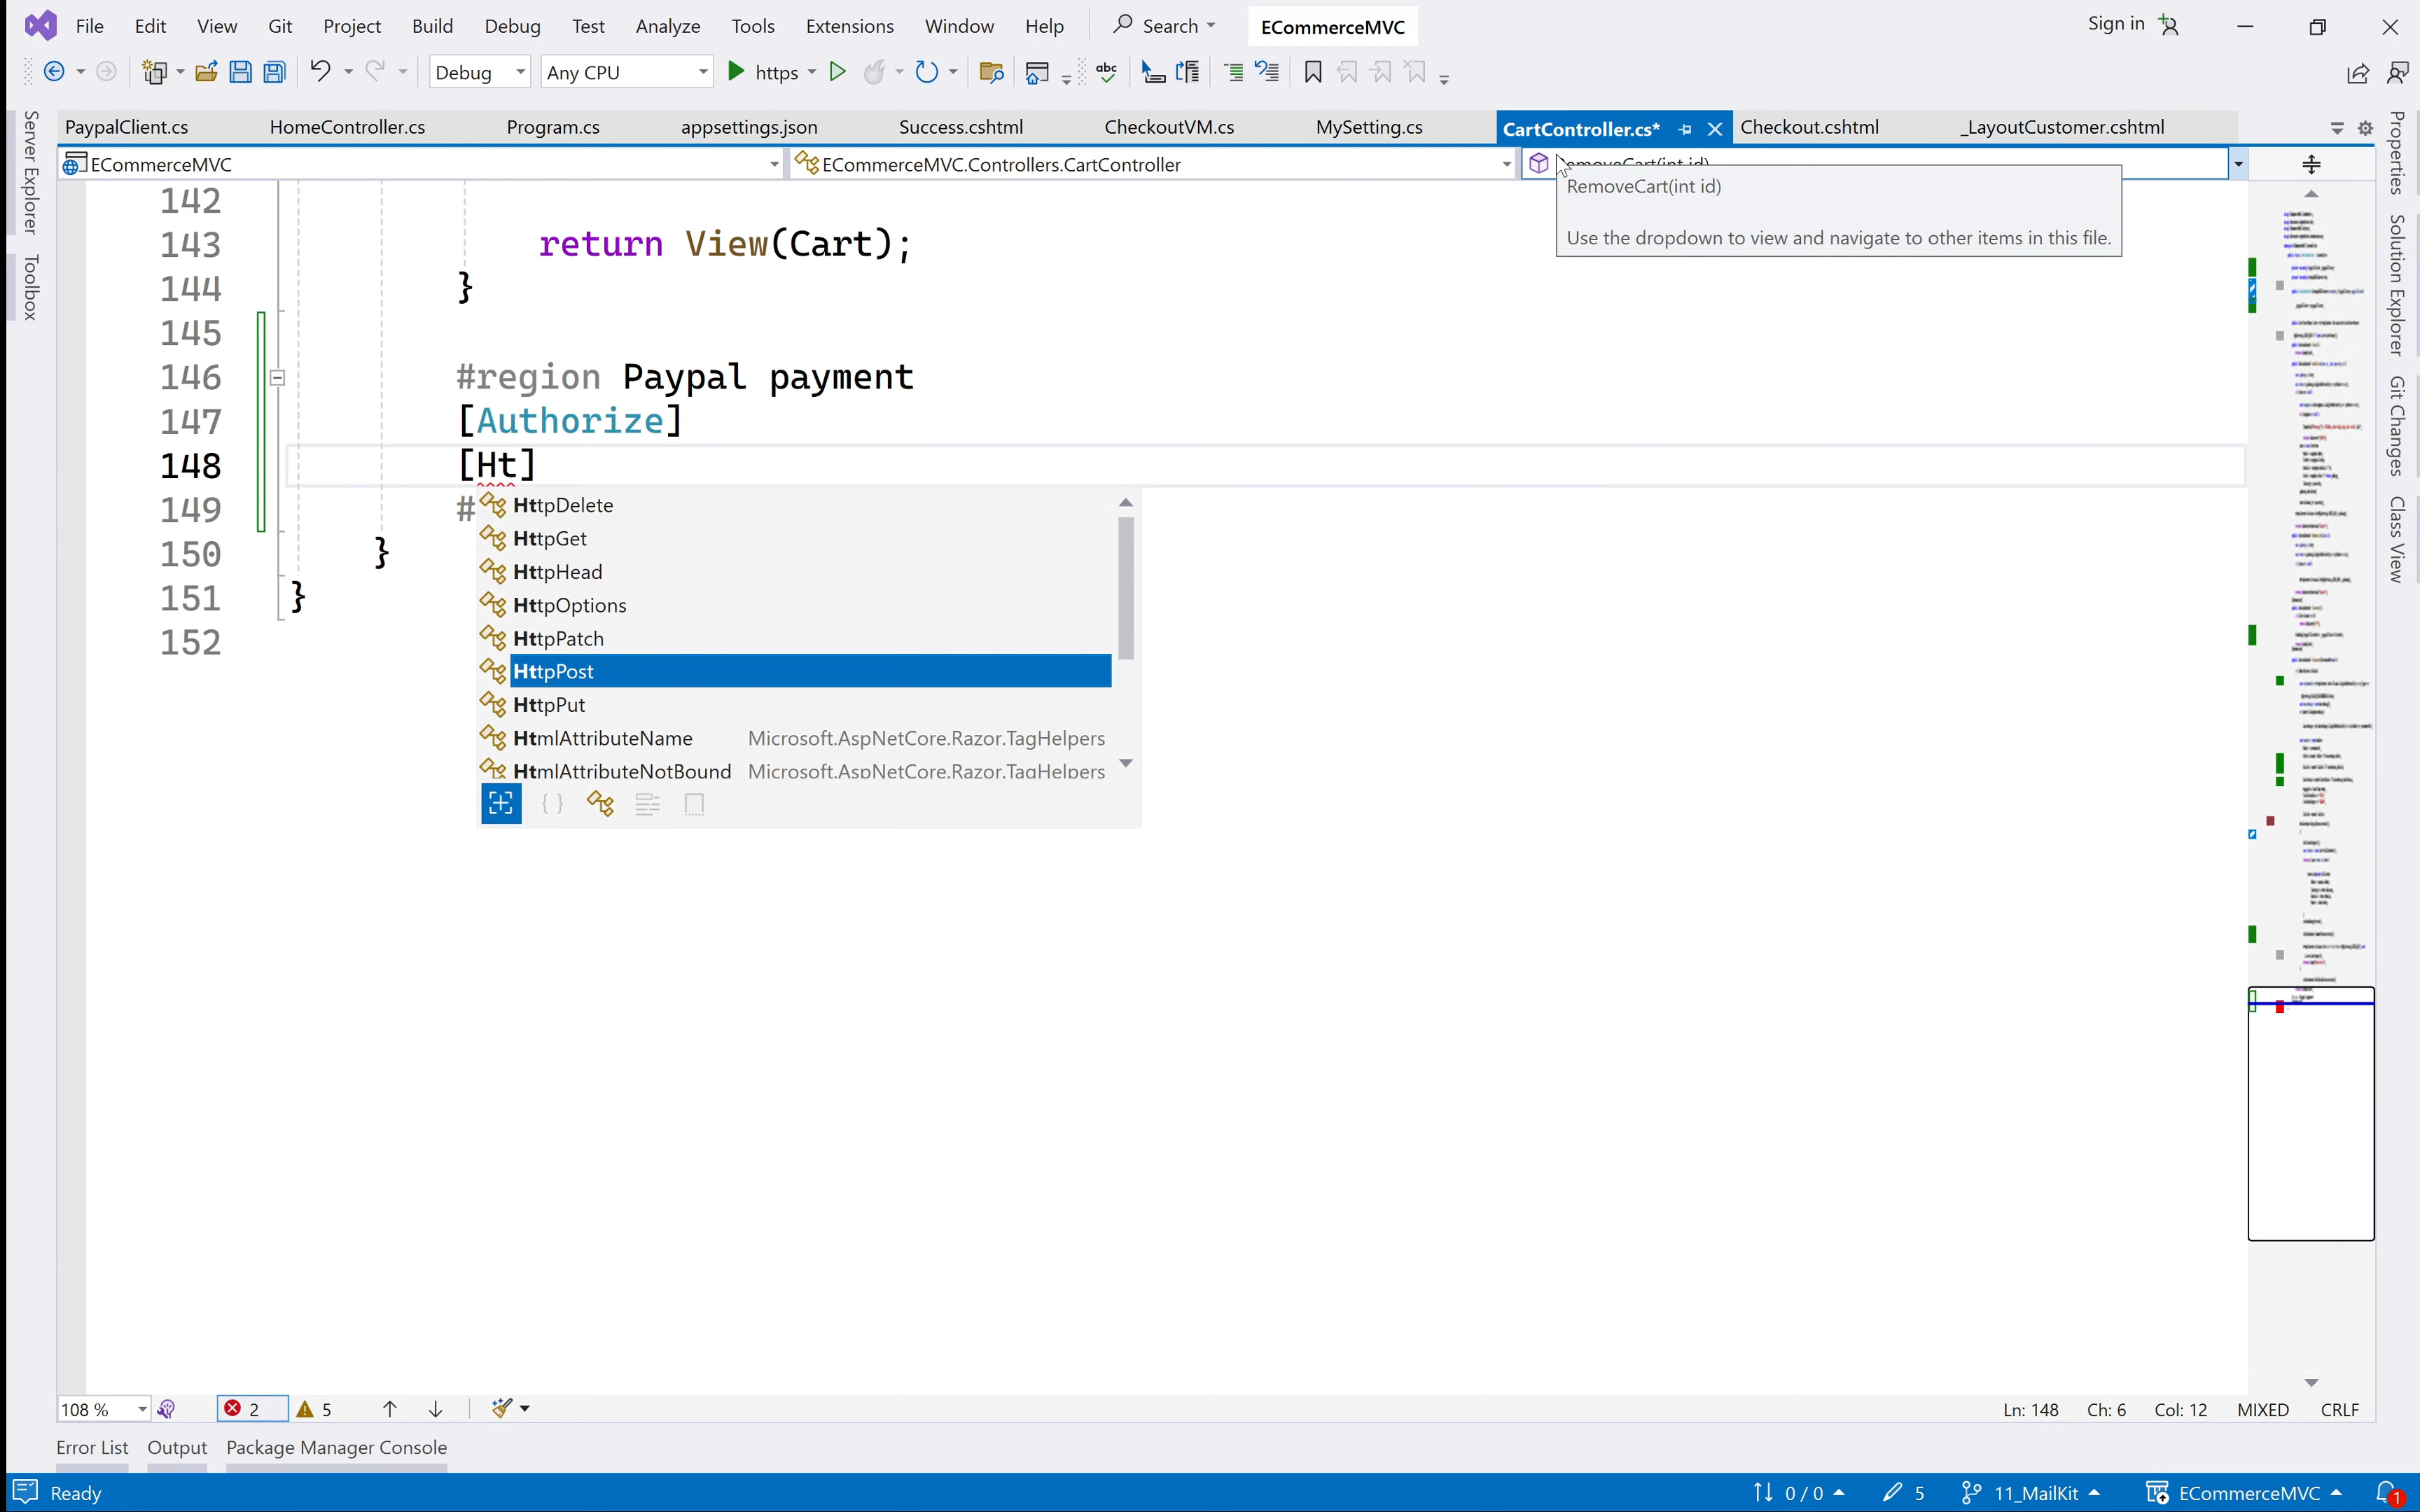 File Edit View Git Project Build Debug Test Analyze Tools Extensions Window Help Search ECommerceMVC Sign in
Debug Any CPU https abc
PaypalClient.cs HomeController.cs Program.cs appsettings.json Success.cshtml CheckoutVM.cs MySetting.cs CartController.cs* Checkout.cshtml _LayoutCustomer.cshtml
ECommerceMVC ECommerceMVC.Controllers.CartController RemoveCart(int id)
RemoveCart(int id)
Use the dropdown to view and navigate to other items in this file.
Server Explorer
Toolbox
Properties
Solution Explorer
Git Changes
Class View
142
143 return View(Cart);
144 }
145
146 #region Paypal payment
147 [Authorize]
148 [Ht]
149 #
150 }
151 }
152
HttpDelete
HttpGet
HttpHead
HttpOptions
HttpPatch
HttpPost
HttpPut
HtmlAttributeName Microsoft.AspNetCore.Razor.TagHelpers
HtmlAttributeNotBound Microsoft.AspNetCore.Razor.TagHelpers
108 % 2 5 Ln: 148 Ch: 6 Col: 12 MIXED CRLF
Error List Output Package Manager Console
Ready 0 / 0 5 11_MailKit ECommerceMVC 1